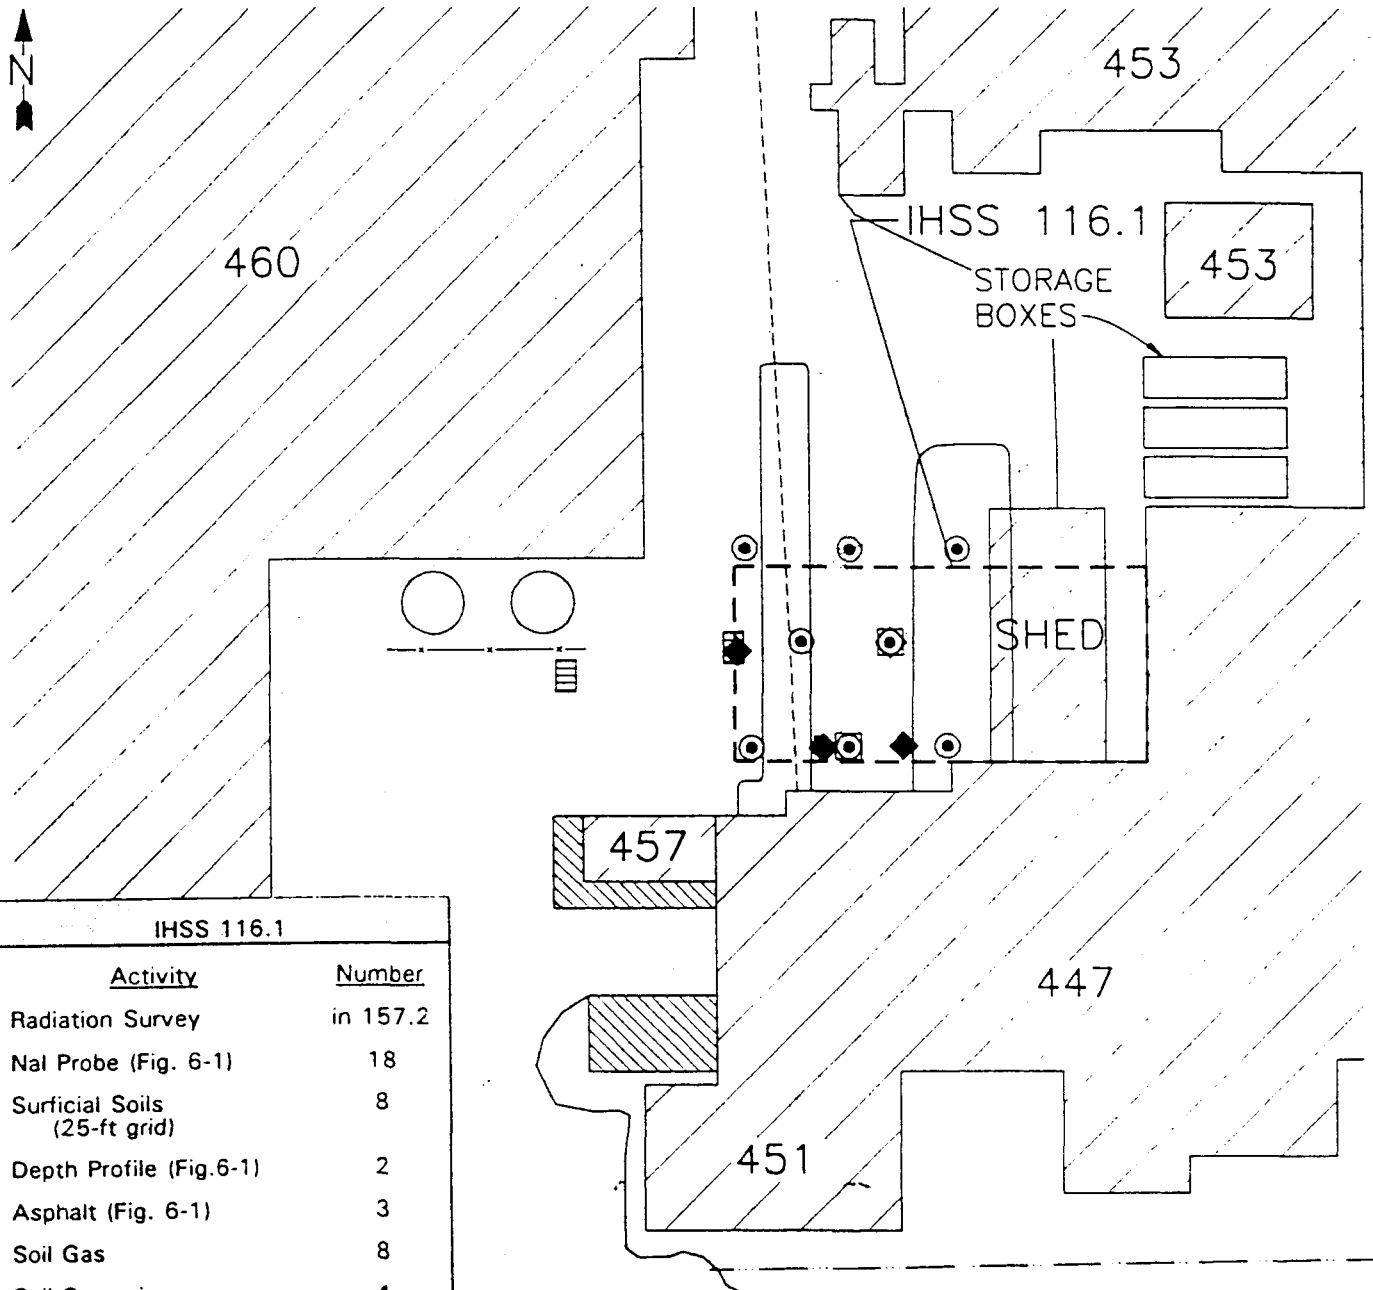 N
453
IHSS 116.1
460
453
STORAGE
BOXES
SHED
457
IHSS 116.1
Activity Number
447
Radiation Survey in 157.2
NaI Probe (Fig. 6-1) 18
Surficial Soils 8
(25-ft grid)
Depth Profile (Fig.6-1) 2
451
Asphalt (Fig. 6-1) 3
Soil Gas 8